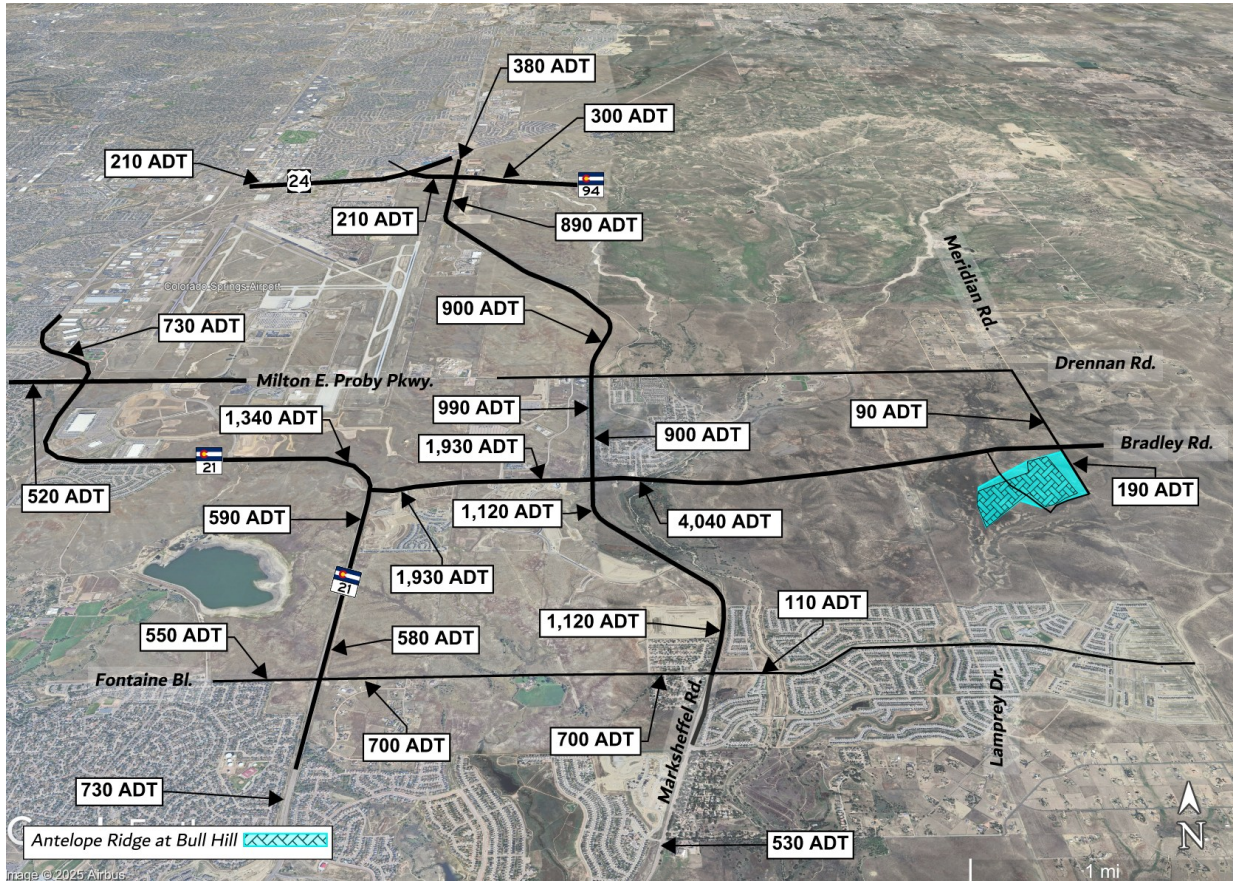 380 ADT
300 ADT
210 ADT
24
94
210 ADT
890 ADT
Meridian Rd.
Colorado Springs Airport
900 ADT
730 ADT
Drennan Rd.
Milton E. Proby Pkwy.
990 ADT
90 ADT
1,340 ADT
900 ADT
1,930 ADT
Bradley Rd.
21
520 ADT
190 ADT
590 ADT
1,120 ADT
4,040 ADT
1,930 ADT
21
110 ADT
550 ADT
580 ADT
1,120 ADT
Fontaine Bl.
Marksheffel Rd.
Lamprey Dr.
700 ADT
700 ADT
730 ADT
N
Antelope Ridge at Bull Hill
530 ADT
1 mi
mage © 2025 Airbus